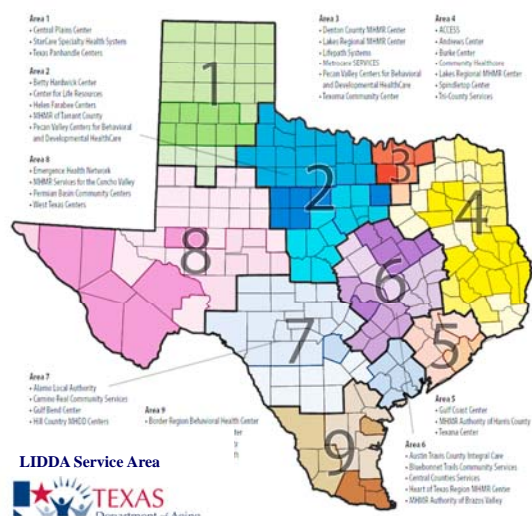 Area 1
• Central Plains Center
• StarCare Specialty Health System
• Texas Panhandle Centers
Area 2
• Betty Hardwick Center
• Center for Life Resources
• Helen Farabee Centers
• MHMR of Tarrant County
• Pecan Valley Centers for Behavioral
and Developmental HealthCare
Area 8
• Emergence Health Network
• MHMR Services for the Concho Valley
• Permian Basin Community Centers
• West Texas Centers
Area 3
• Denton County MHMR Center
• Lakes Regional MHMR Center
• Lifepath Systems
• Metrocare SERVICES
• Pecan Valley Centers for Behavioral
and Developmental HealthCare
• Texoma Community Center
Area 4
• ACCESS
• Andrews Center
• Burke Center
• Community Healthcare
• Lakes Regional MHMR Center
• Spindletop Center
• Tri-County Services
1
2
3
4
8
6
7
5
9
Area 7
• Alamo Local Authority
• Camino Real Community Services
• Gulf Bend Center
• Hill Country MHDD Centers
Area 9
• Border Region Behavioral Health Center
Area 5
• Gulf Coast Center
• MHMR Authority of Harris County
• Texana Center
Area 6
• Austin Travis County Integral Care
• Bluebonnet Trails Community Services
• Central Counties Services
• Heart of Texas Region MHMR Center
• MHMR Authority of Brazos Valley
LIDDA Service Area
TEXAS
Department of Aging